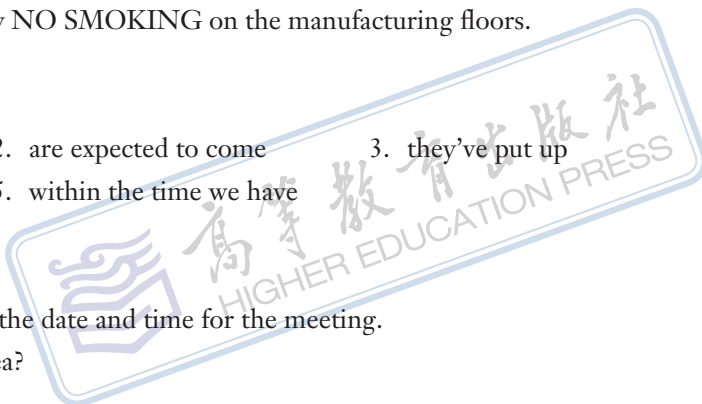 NO SMOKING on the manufacturing floors.
2. are expected to come 3. they've put up
5. within the time we have
高等教育出版社
HIGHER EDUCATION PRESS
the date and time for the meeting.